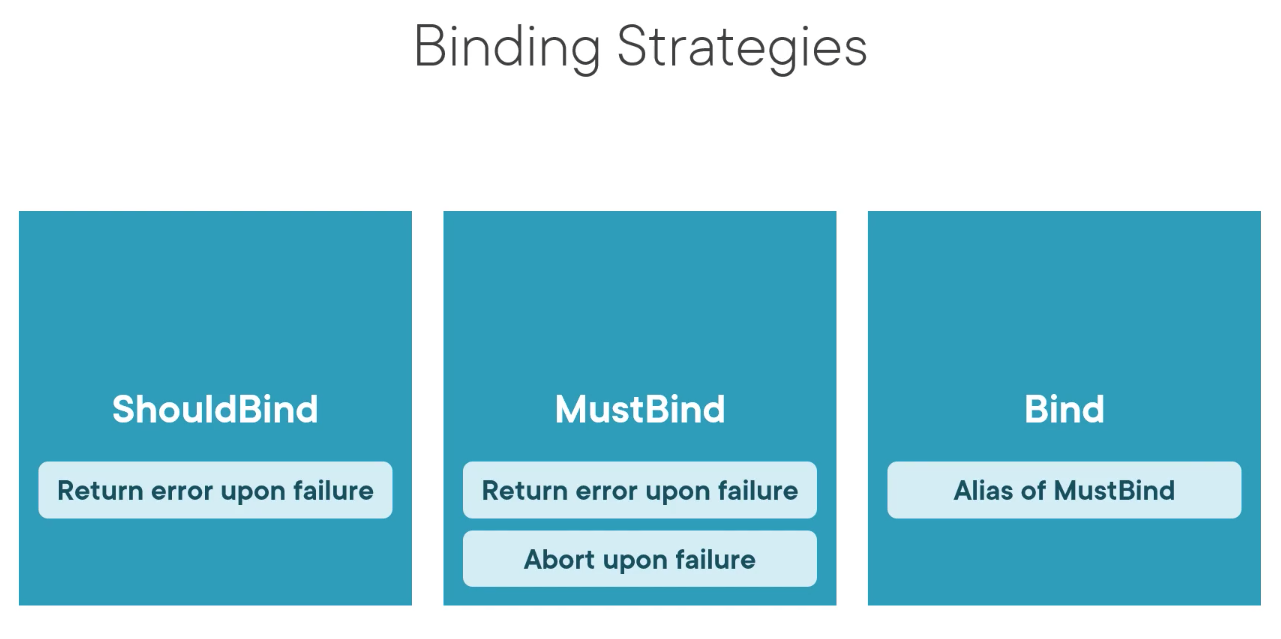 Binding Strategies
ShouldBind
Return error upon failure
MustBind
Return error upon failure
Abort upon failure
Bind
Alias of MustBind